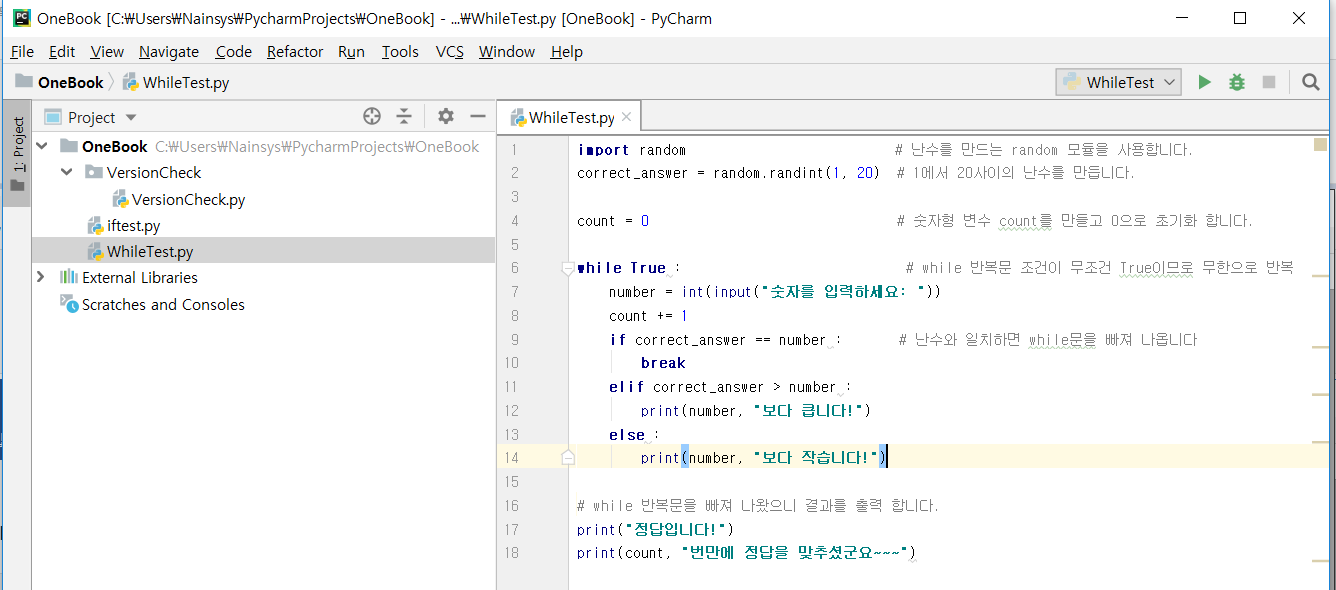 OneBook [C:₩Users₩Nainsys₩PycharmProjects₩OneBook] - ...₩WhileTest.py [OneBook] - PyCharm
File Edit View Navigate Code Refactor Run Tools VCS Window Help
OneBook WhileTest.py WhileTest
1: Project
Project
OneBook C:₩Users₩Nainsys₩PycharmProjects₩OneBook
VersionCheck
VersionCheck.py
iftest.py
WhileTest.py
External Libraries
Scratches and Consoles
WhileTest.py
1 import random # 난수를 만드는 random 모듈을 사용합니다.
2 correct_answer = random.randint(1, 20) # 1에서 20사이의 난수를 만듭니다.
3
4 count = 0 # 숫자형 변수 count를 만들고 0으로 초기화 합니다.
5
6 while True : # while 반복문 조건이 무조건 True이므로 무한으로 반복
7 number = int(input("숫자를 입력하세요: "))
8 count += 1
9 if correct_answer == number : # 난수와 일치하면 while문을 빠져 나옵니다
10 break
11 elif correct_answer > number :
12 print(number, "보다 큽니다!")
13 else :
14 print(number, "보다 작습니다!")
15
16 # while 반복문을 빠져 나왔으니 결과를 출력 합니다.
17 print("정답입니다!")
18 print(count, "번만에 정답을 맞추셨군요~~~")